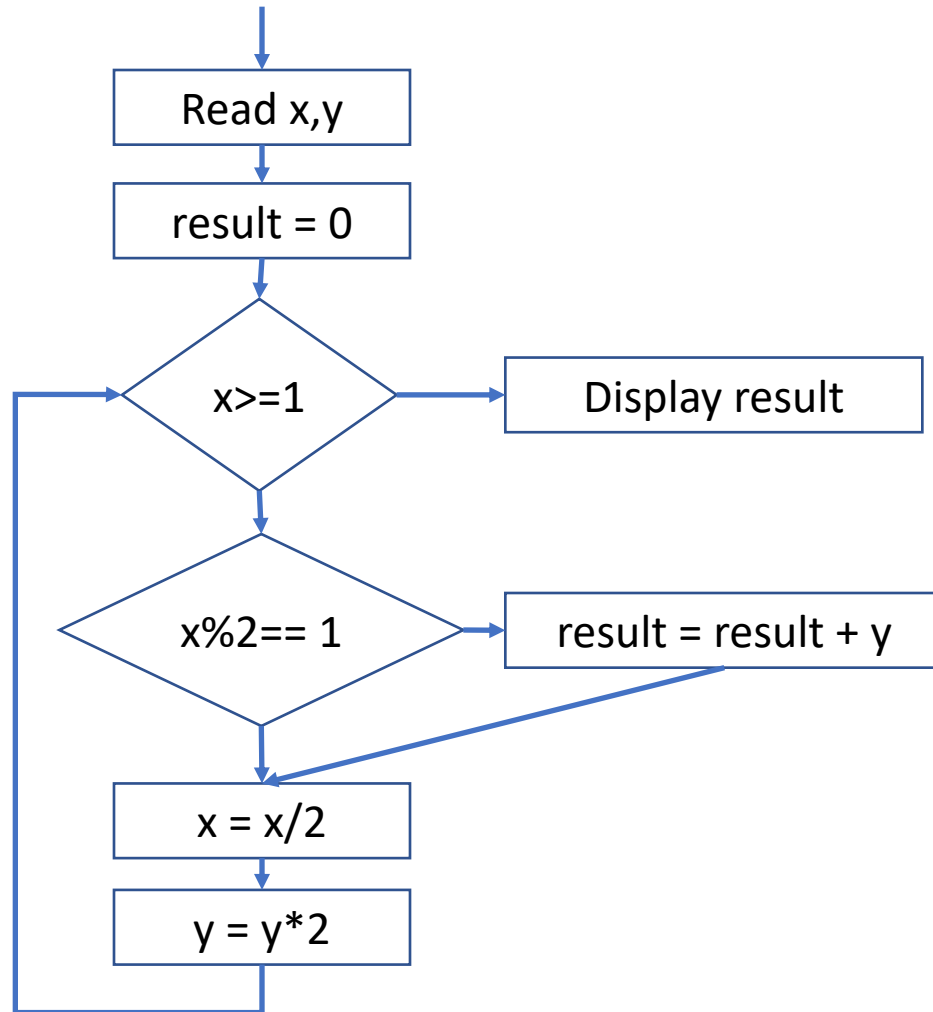 Read x,y
result = 0
x>=1
Display result
x%2== 1
result = result + y
x = x/2
y = y*2